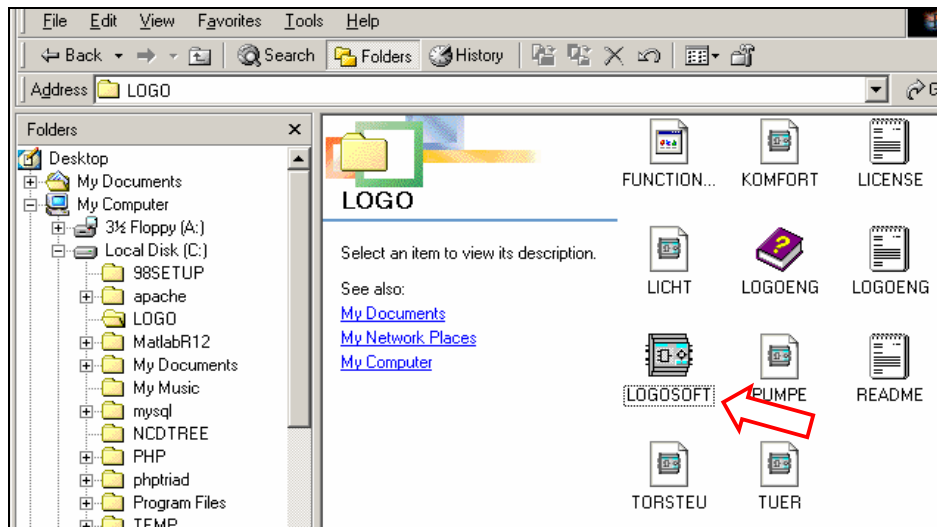 File Edit View Favorites Tools Help
Back Search Folders History
Address LOGO G
Folders
Desktop
My Documents
My Computer
3½ Floppy (A:)
Local Disk (C:)
98SETUP
apache
LOGO
MatlabR12
My Documents
My Music
mysql
NCDTREE
PHP
phptriad
Program Files
TEMP
LOGO
Select an item to view its description.
See also:
My Documents
My Network Places
My Computer
FUNCTION... KOMFORT LICENSE
LICHT LOGOENG LOGOENG
LOGOSOFT PUMPE README
TORSTEU TUER